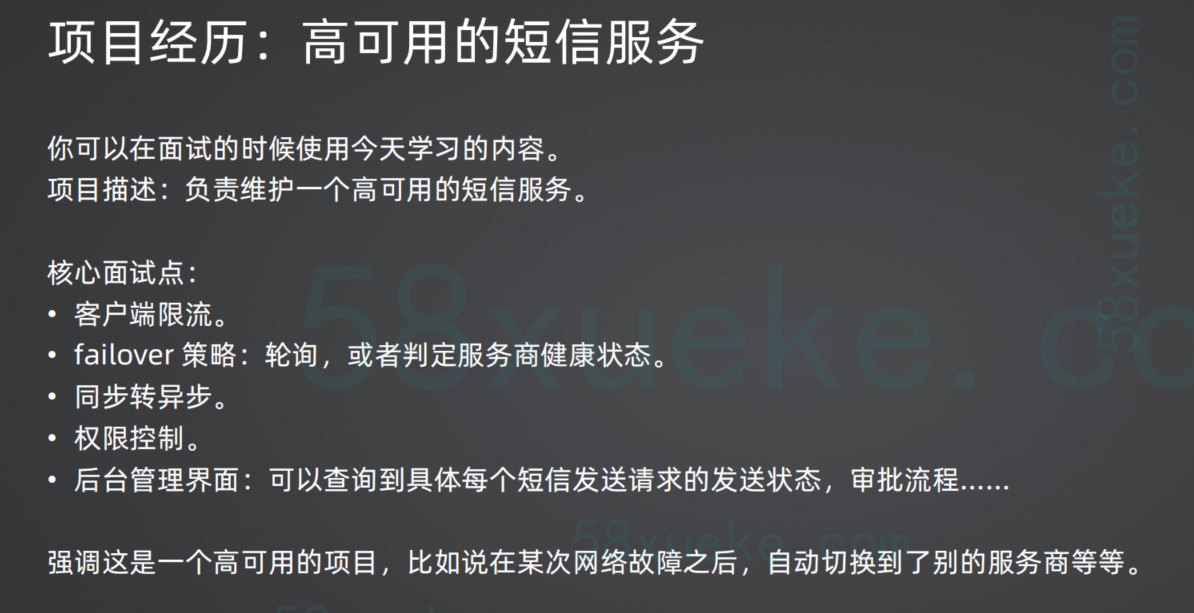 项目经历：高可用的短信服务
你可以在面试的时候使用今天学习的内容。
项目描述：负责维护一个高可用的短信服务。
核心面试点：
• 客户端限流。
• failover 策略：轮询，或者判定服务商健康状态。
• 同步转异步。
• 权限控制。
• 后台管理界面：可以查询到具体每个短信发送请求的发送状态，审批流程……
强调这是一个高可用的项目，比如说在某次网络故障之后，自动切换到了别的服务商等等。
58xueke.com
58xueke.co
58xueke.com